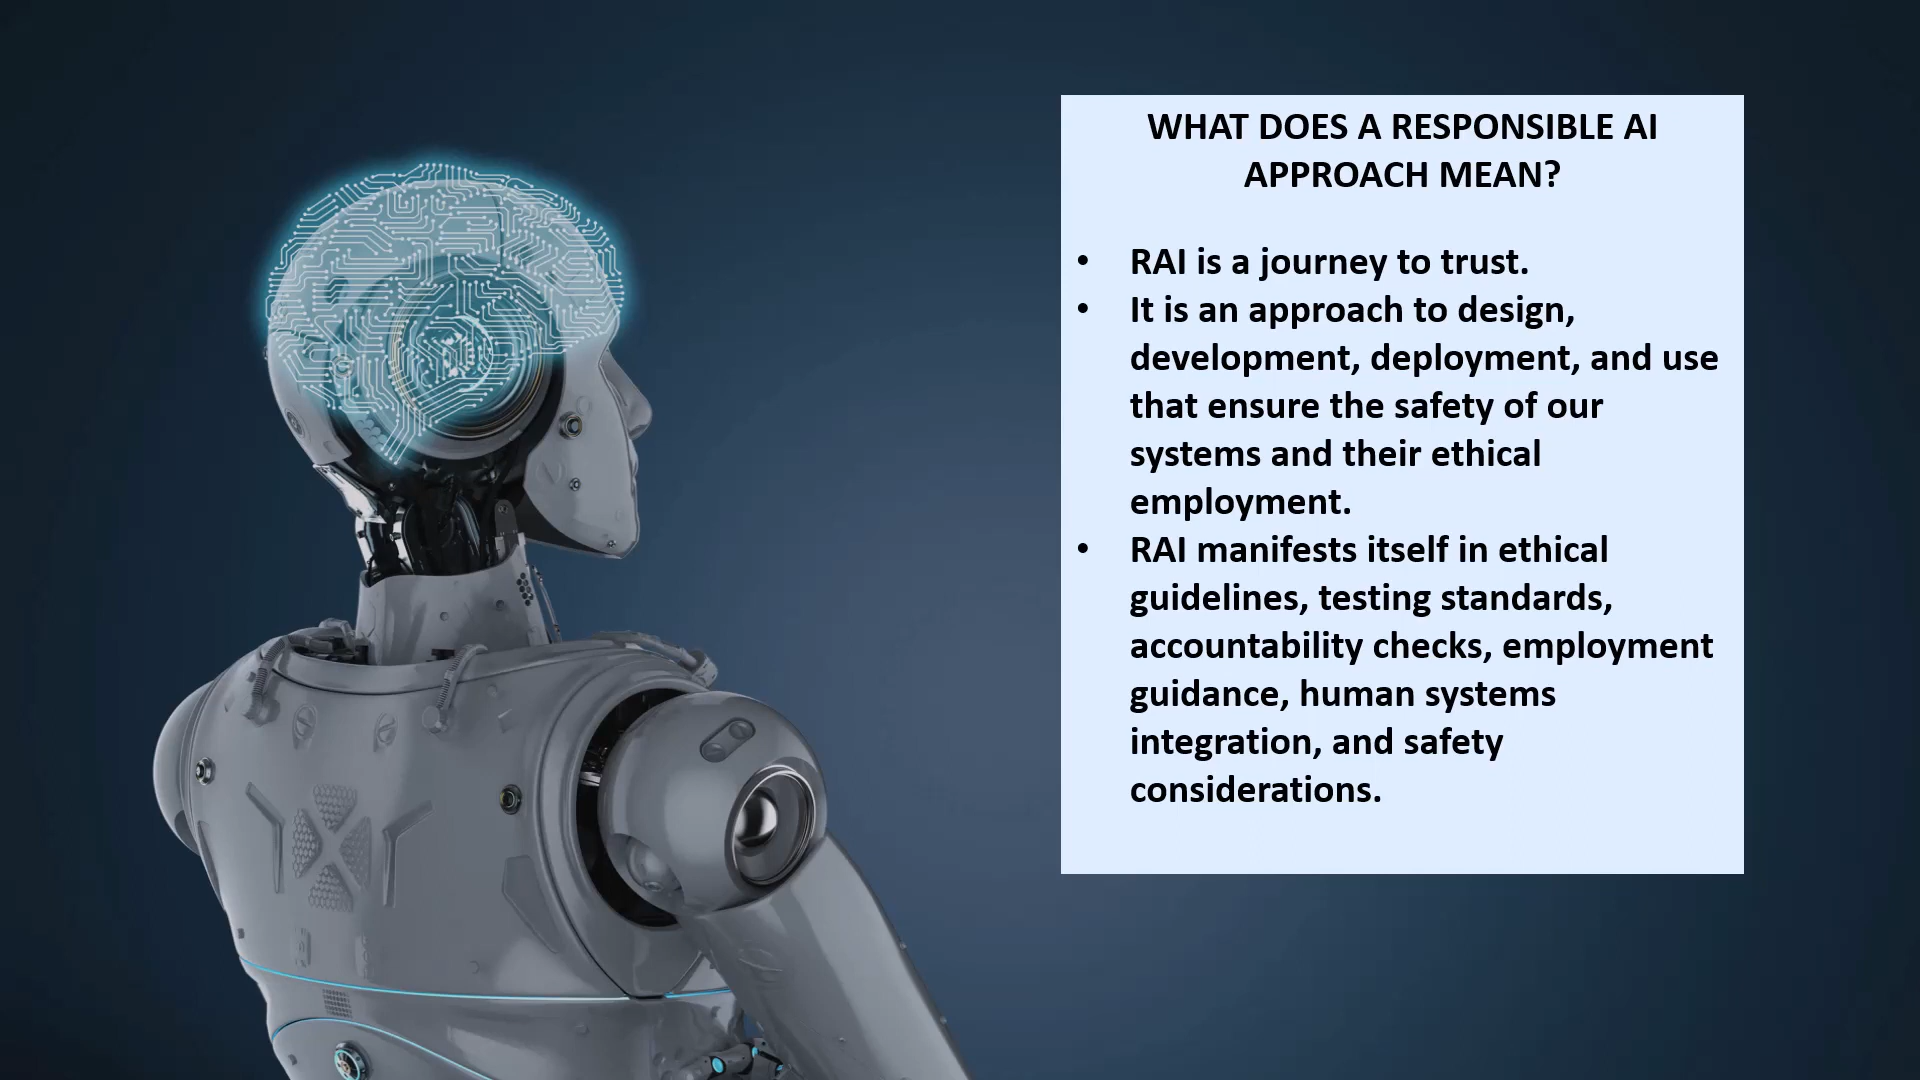 WHAT DOES A RESPONSIBLE AI
APPROACH MEAN?
• RAI is a journey to trust.
• It is an approach to design,
development, deployment, and use
that ensure the safety of our
systems and their ethical
employment.
• RAI manifests itself in ethical
guidelines, testing standards,
accountability checks, employment
guidance, human systems
integration, and safety
considerations.